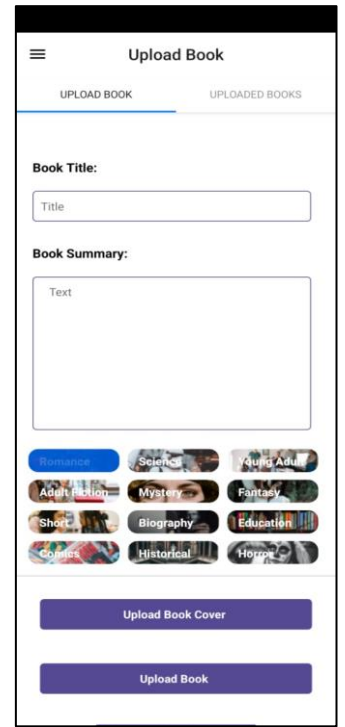 Upload Book
UPLOAD BOOK UPLOADED BOOKS
Book Title:
Title
Book Summary:
Text
Romance Science Young Adult
Adult Fiction Mystery Fantasy
Short Biography Education
Comics Historical Horror
Upload Book Cover
Upload Book